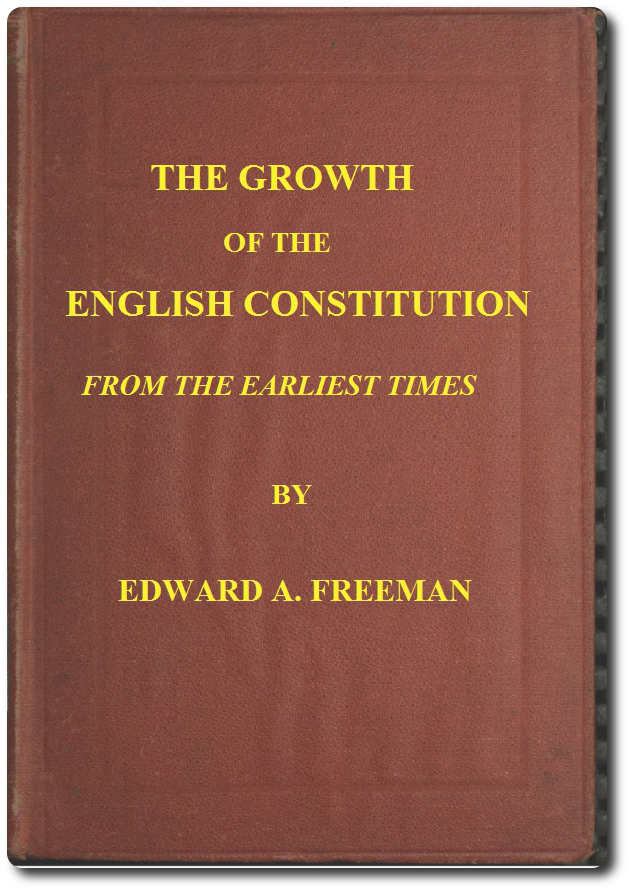 THE GROWTH
OF THE
ENGLISH CONSTITUTION
FROM THE EARLIEST TIMES
BY
EDWARD A. FREEMAN